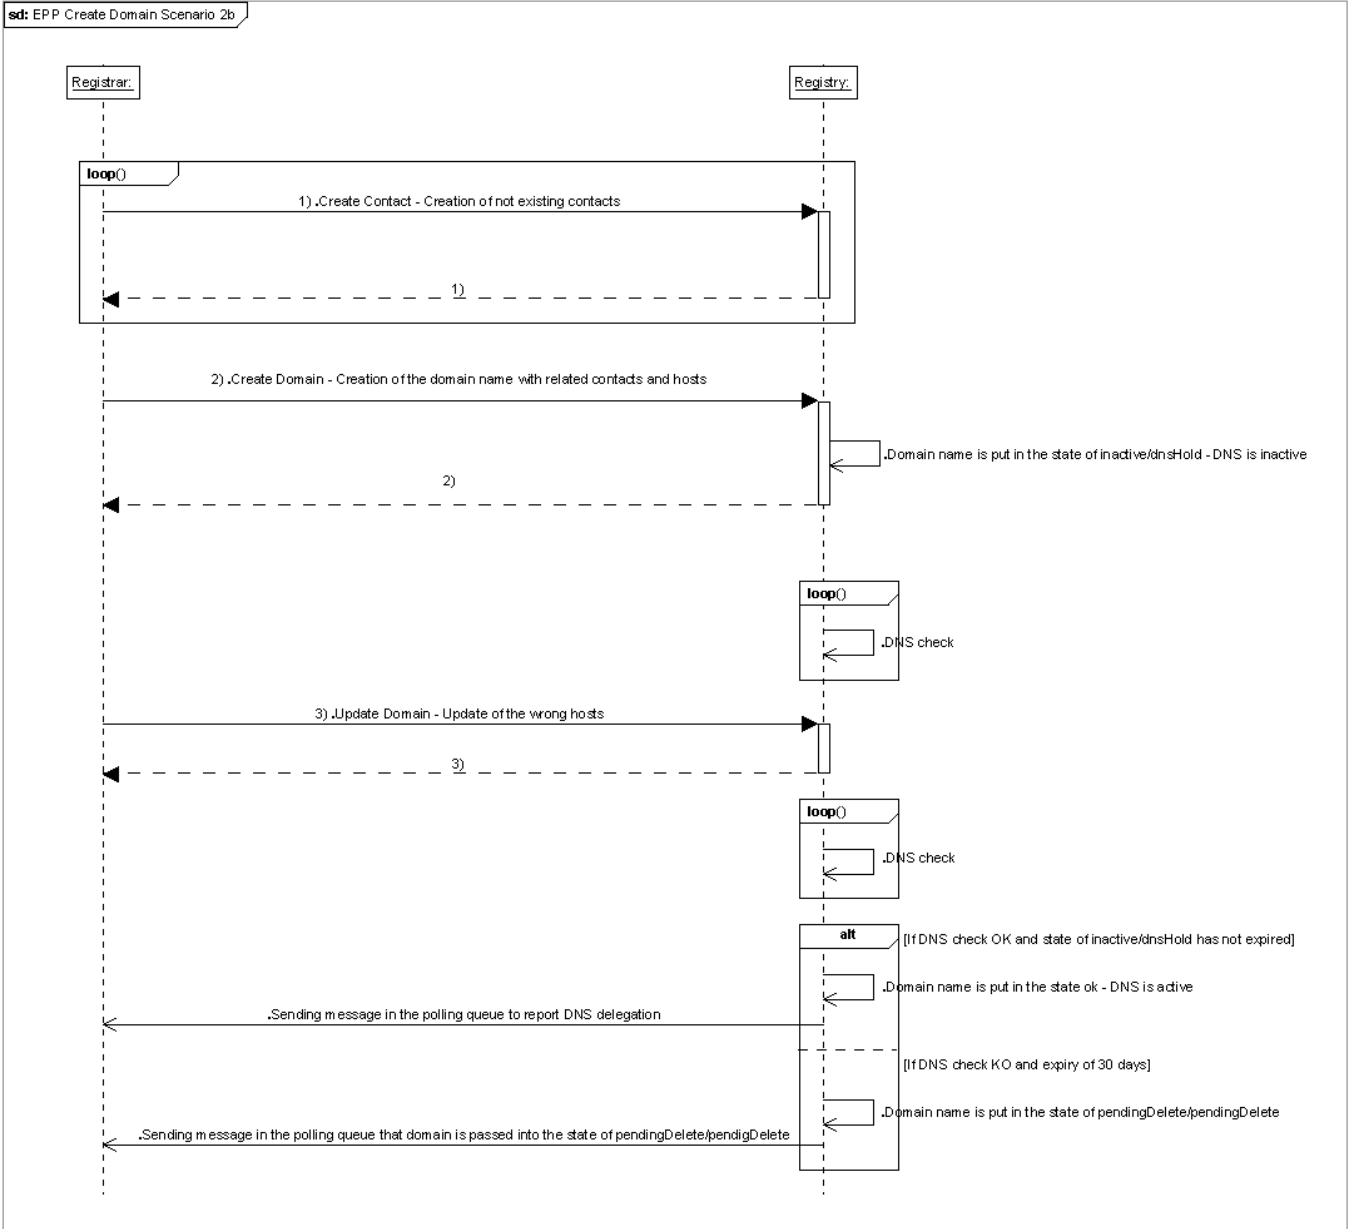 sd: EPP Create Domain Scenario 2b
Registrar:
Registry:
loop()
1) .Create Contact - Creation of not existing contacts
1)
2) .Create Domain - Creation of the domain name with related contacts and hosts
.Domain name is put in the state of inactive/dnsHold - DNS is inactive
2)
loop()
.DNS check
3) .Update Domain - Update of the wrong hosts
3)
loop()
.DNS check
alt
[If DNS check OK and state of inactive/dnsHold has not expired]
.Domain name is put in the state ok - DNS is active
.Sending message in the polling queue to report DNS delegation
[If DNS check KO and expiry of 30 days]
.Domain name is put in the state of pendingDelete/pendingDelete
.Sending message in the polling queue that domain is passed into the state of pendingDelete/pendigDelete